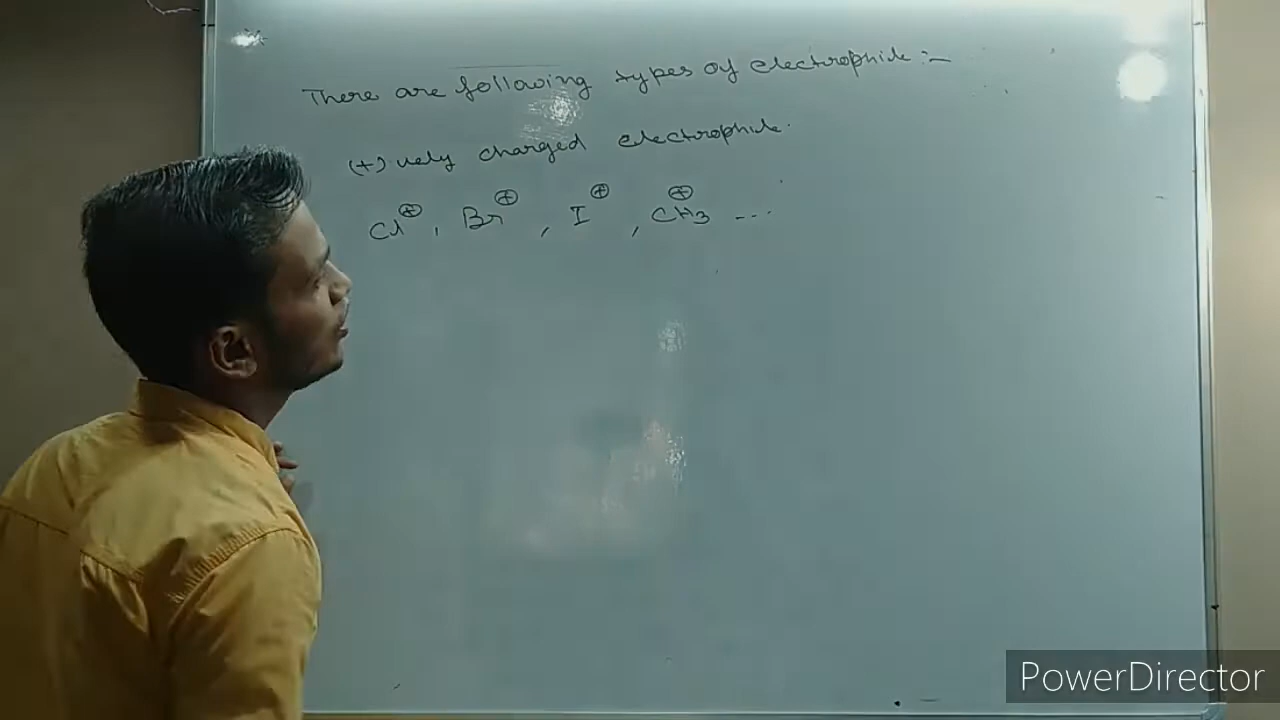 There are following types of electrophile :-
(+) vely charged electrophile.
Cl⊕, Br⊕, I⊕, CH3⊕ ---
PowerDirector